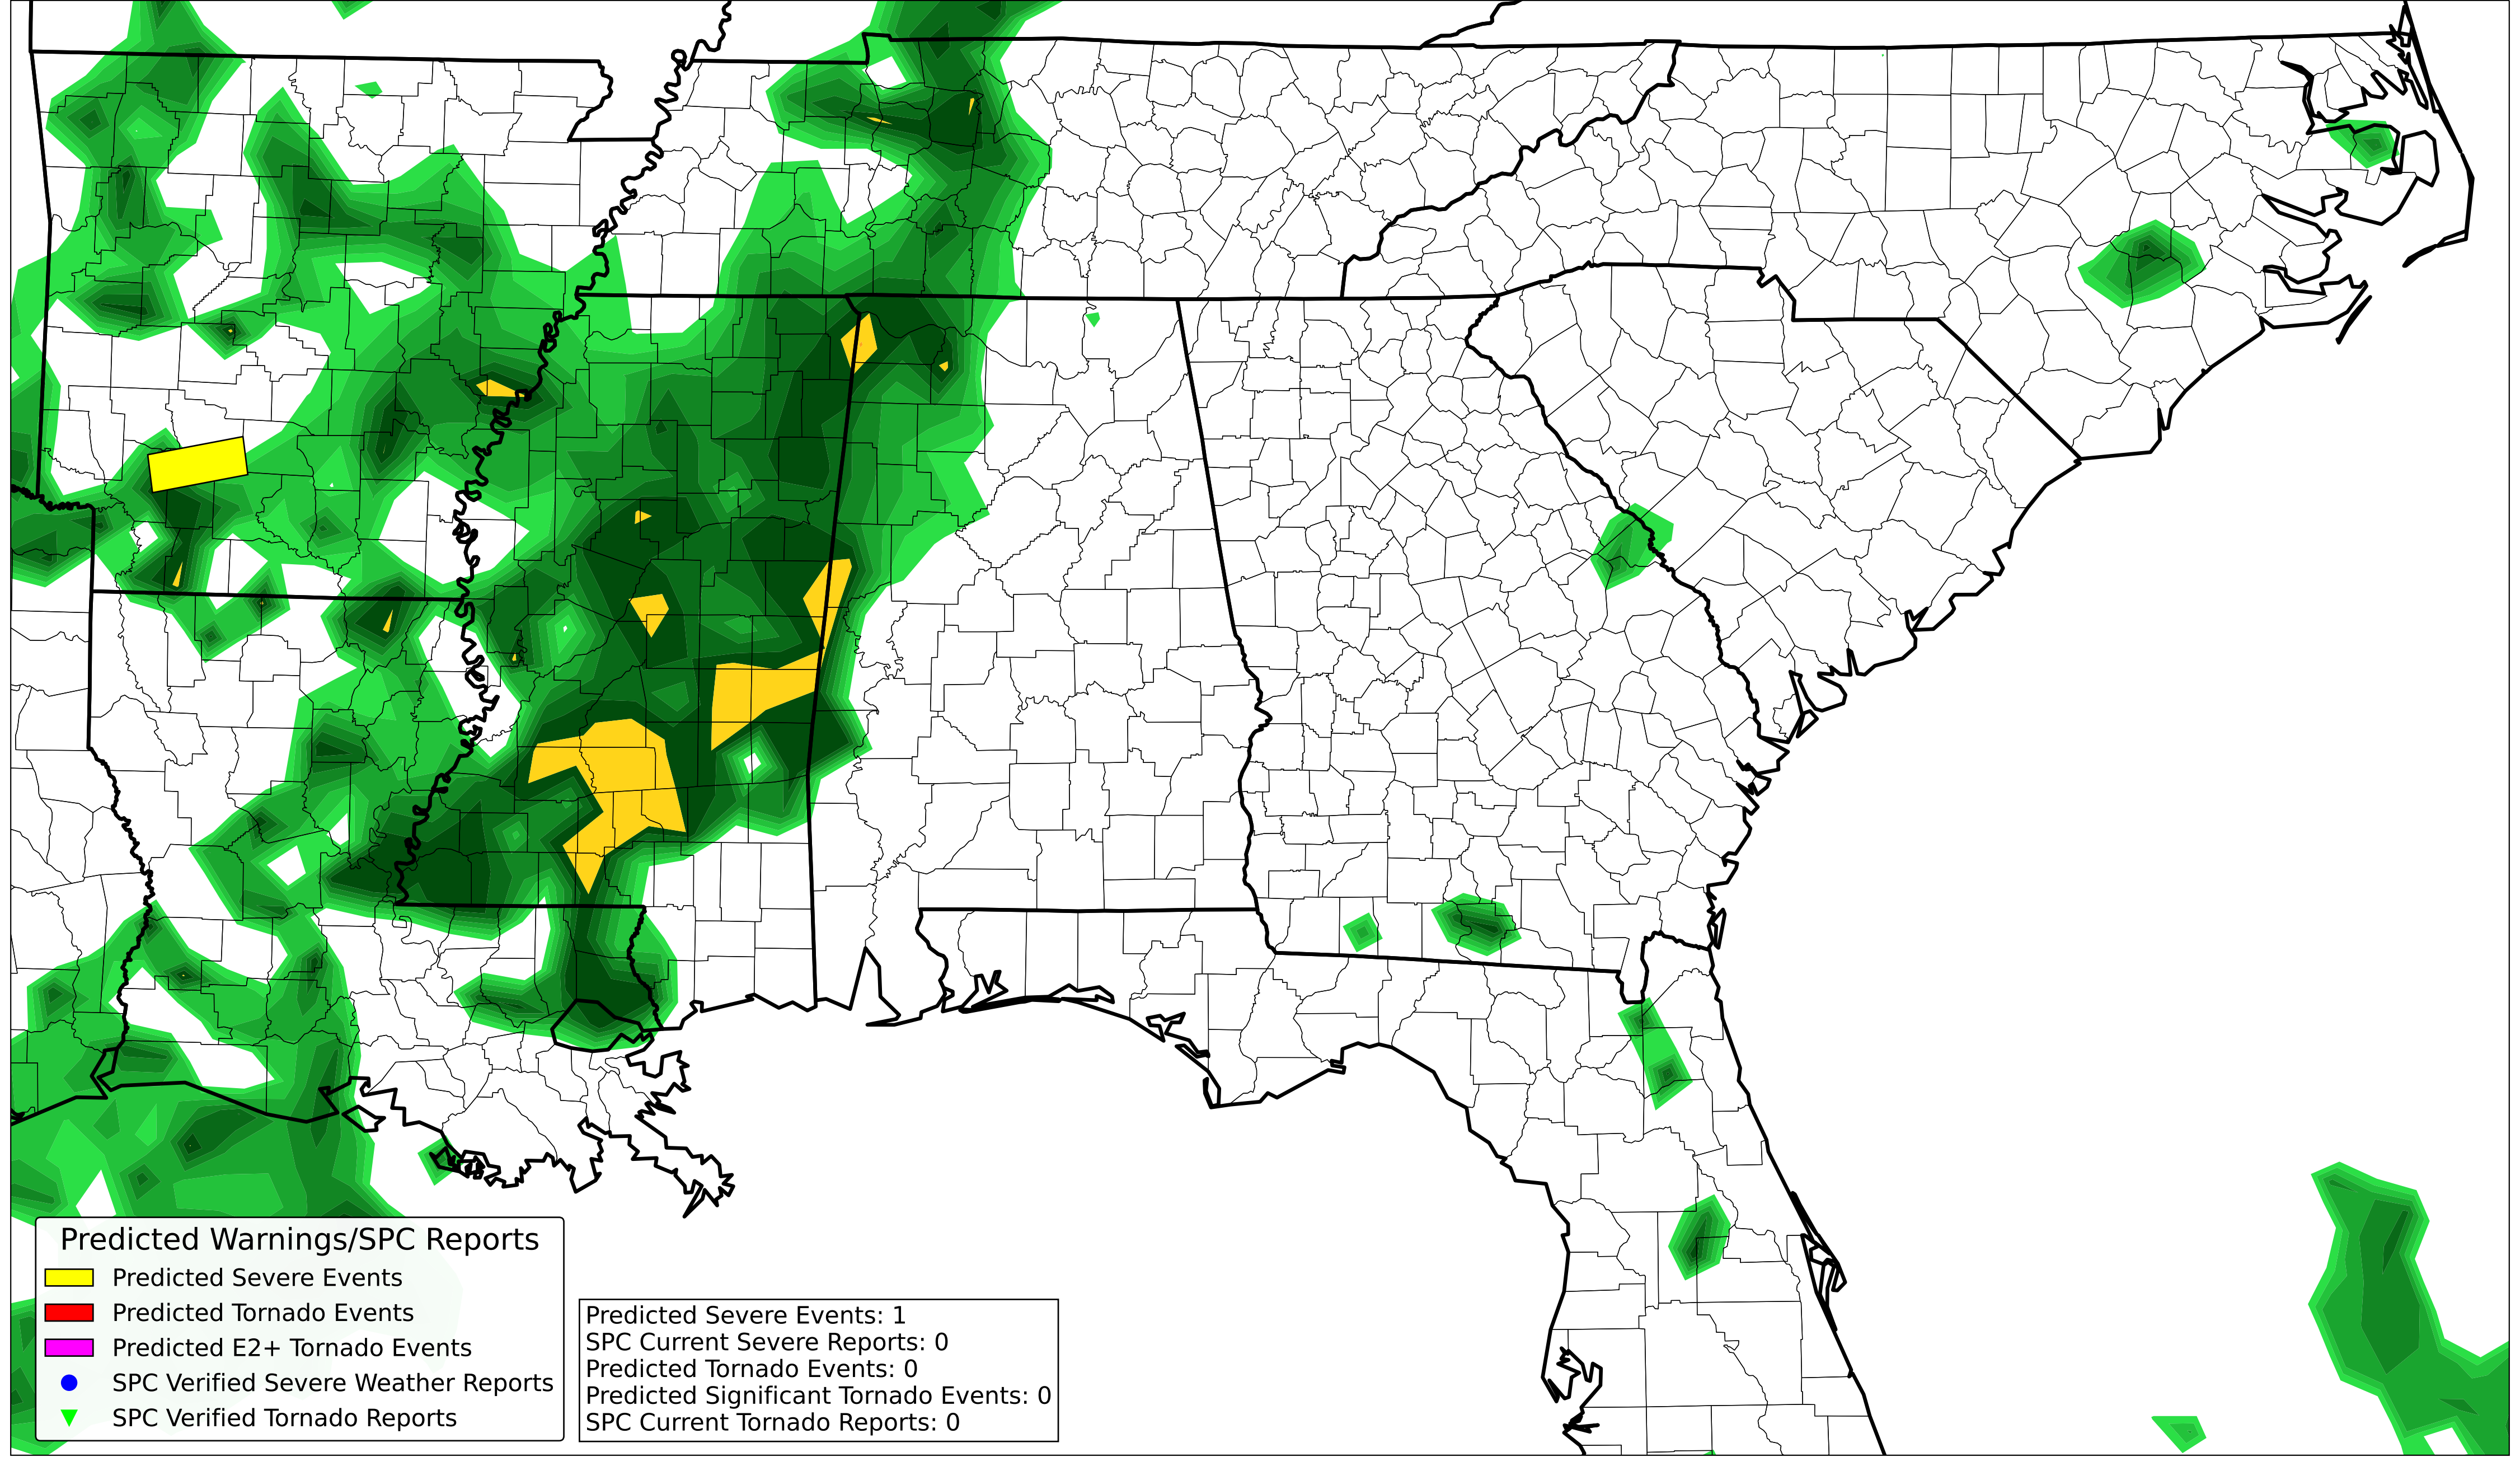 Predicted Warnings/SPC Reports
Predicted Severe Events
Predicted Tornado Events
Predicted E2+ Tornado Events
SPC Verified Severe Weather Reports
SPC Verified Tornado Reports
Predicted Severe Events: 1
SPC Current Severe Reports: 0
Predicted Tornado Events: 0
Predicted Significant Tornado Events: 0
SPC Current Tornado Reports: 0